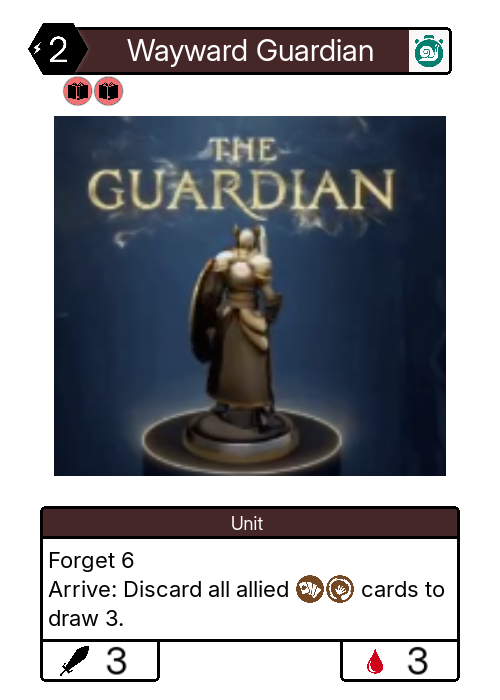 2
Wayward Guardian
THE
GUARDIAN
Unit
Forget 6
Arrive: Discard all allied cards to
draw 3.
3
3